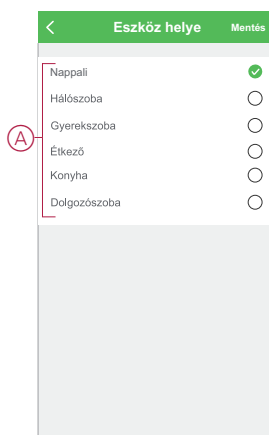 Eszköz helye Mentés
Nappali
Hálószoba
Gyerekszoba
A
Étkező
Konyha
Dolgozószoba